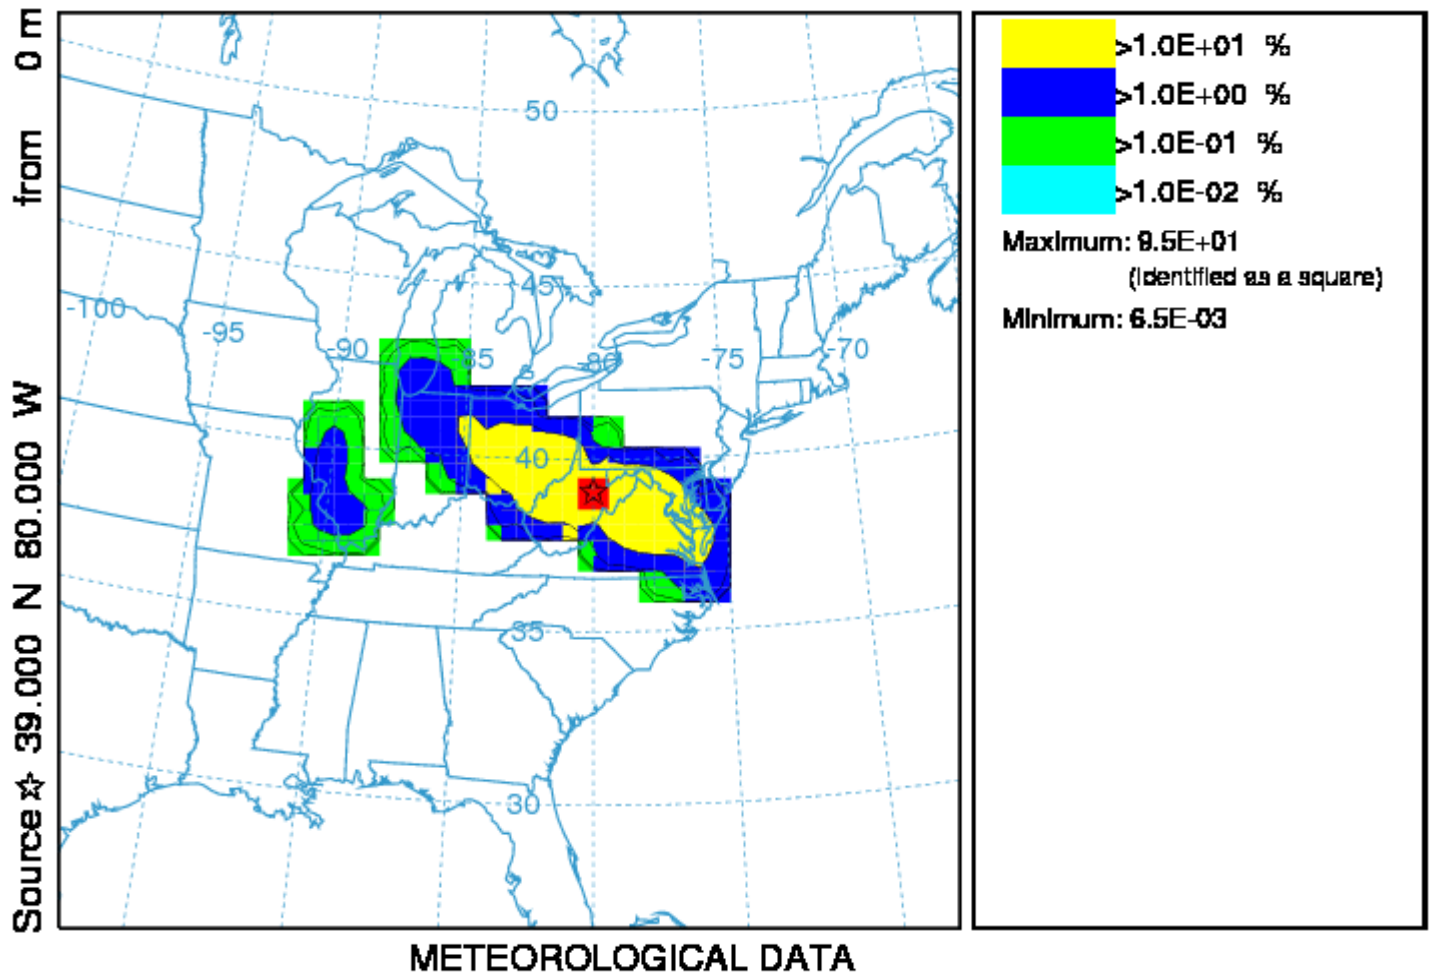 Source ☆ 39.000 N 80.000 W from 0 m
50
45
-100
-95
-90
-85
-80
-75
-70
40
35
30
>1.0E+01 %
>1.0E+00 %
>1.0E-01 %
>1.0E-02 %
Maximum: 9.5E+01
(identified as a square)
Minimum: 6.5E-03
METEOROLOGICAL DATA